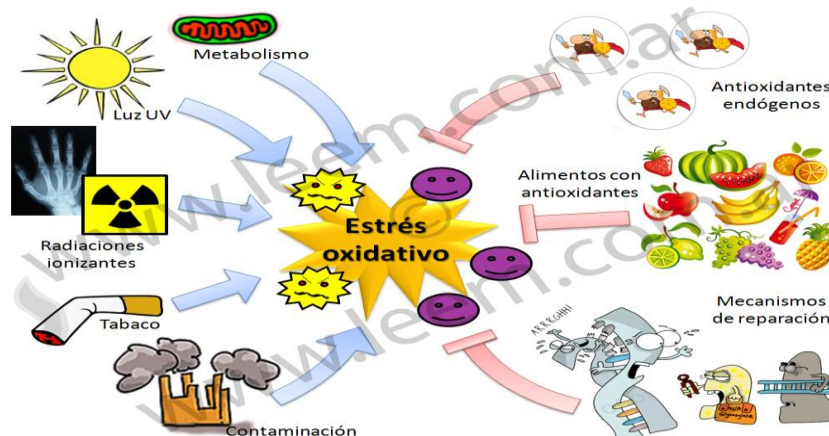 Metabolismo
Luz UV
Antioxidantes
endógenos
Alimentos con
antioxidantes
Estrés
oxidativo
Radiaciones
ionizantes
Tabaco
Mecanismos
de reparación
ARRRGHHH!
Contaminación
www.leem.com.ar
www.leem.com.ar
©